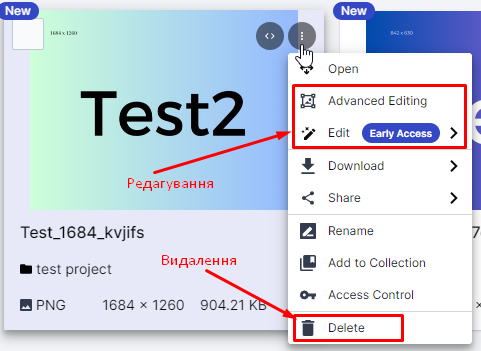 New
1684 x 1260
Test2
Test_1684_kvjifs
test project
PNG 1684 × 1260 904.21 KB
New
842 x 630
Open
Advanced Editing
Edit Early Access
Download
Share
Rename
Add to Collection
Access Control
Delete
Редагування
Видалення